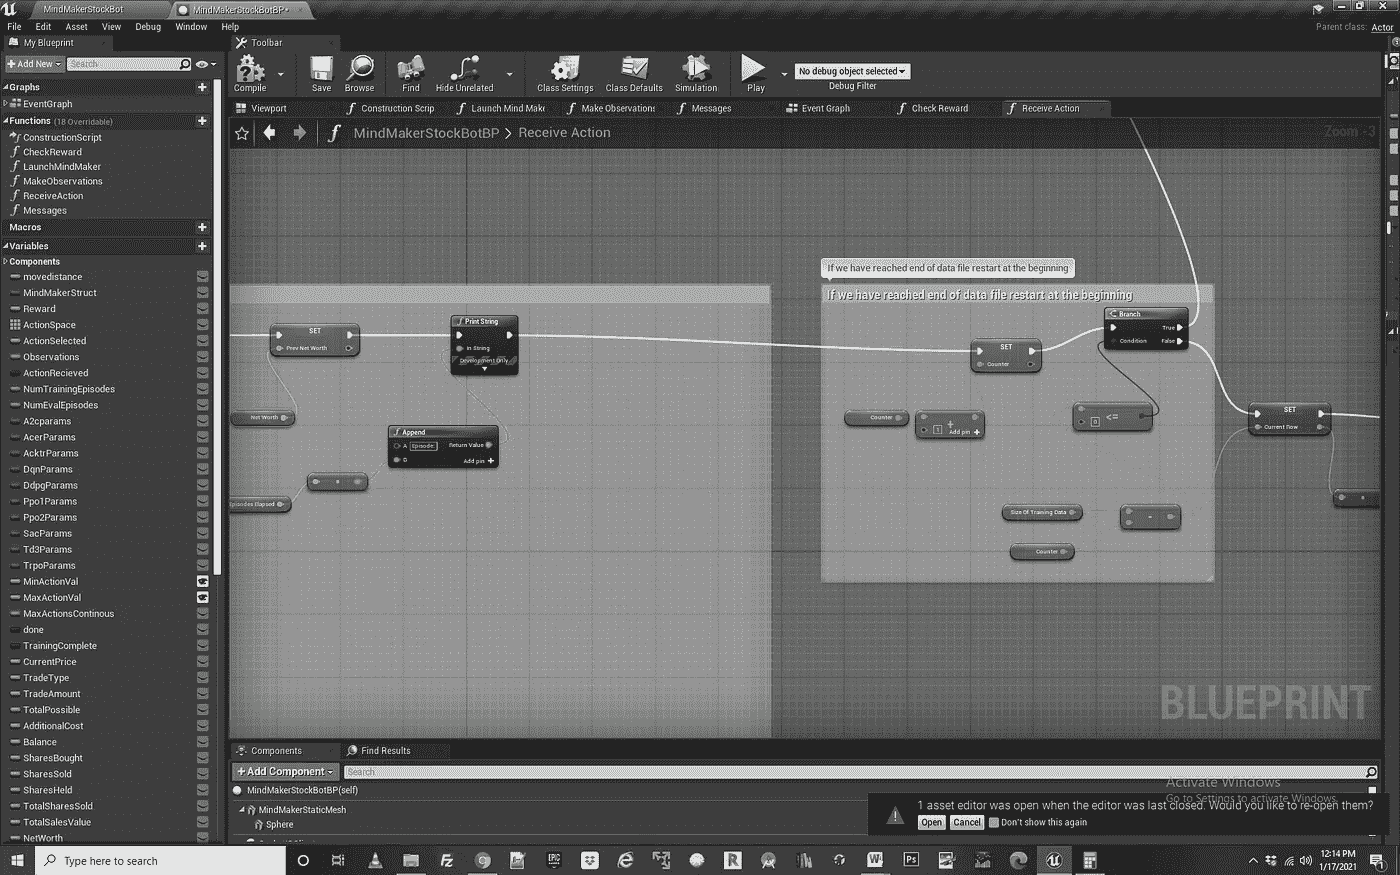 MindMakerStockBot
MindMakerStockBotBP*
File Edit Asset View Debug Window Help
Parent class: Actor
My Blueprint
Toolbar
Add New
Search
Compile
Save
Browse
Find
Hide Unrelated
Class Settings
Class Defaults
Simulation
Play
No debug object selected
Debug Filter
Viewport
Construction Scrip
Launch Mind Make
Make Observations
Messages
Event Graph
Check Reward
Receive Action
MindMakerStockBotBP > Receive Action
Zoom -3
Graphs
EventGraph
Functions (18 Overridable)
ConstructionScript
CheckReward
LaunchMindMaker
MakeObservations
ReceiveAction
Messages
Macros
Variables
Components
movedistance
MindMakerStruct
Reward
ActionSpace
ActionSelected
Observations
ActionRecieved
NumTrainingEpisodes
NumEvalEpisodes
A2cparams
AcerParams
AcktrParams
DqnParams
DdpgParams
Ppo1Params
Ppo2Params
SacParams
Td3Params
TrpoParams
MinActionVal
MaxActionVal
MaxActionsContinous
done
TrainingComplete
CurrentPrice
TradeType
TradeAmount
TotalPossible
AdditionalCost
Balance
SharesBought
SharesSold
SharesHeld
TotalSharesSold
TotalSalesValue
NetWorth
SET
Prev Net Worth
Net Worth
Print String
In String
Development Only
Append
A Episode:
Return Value
B
Add pin +
Episodes Elapsed
If we have reached end of data file restart at the beginning
If we have reached end of data file restart at the beginning
Branch
True
Condition
False
SET
Counter
Counter
1
+
Add pin +
0
<=
Size Of Training Data
-
Counter
SET
Current Row
BLUEPRINT
Components
Find Results
+Add Component
Search
MindMakerStockBotBP(self)
MindMakerStaticMesh
Sphere
Activate Windows
Go to Settings to activate Windows.
1 asset editor was open when the editor was last closed. Would you like to re-open them?
Open
Cancel
Don't show this again
Type here to search
12:14 PM
1/17/2021